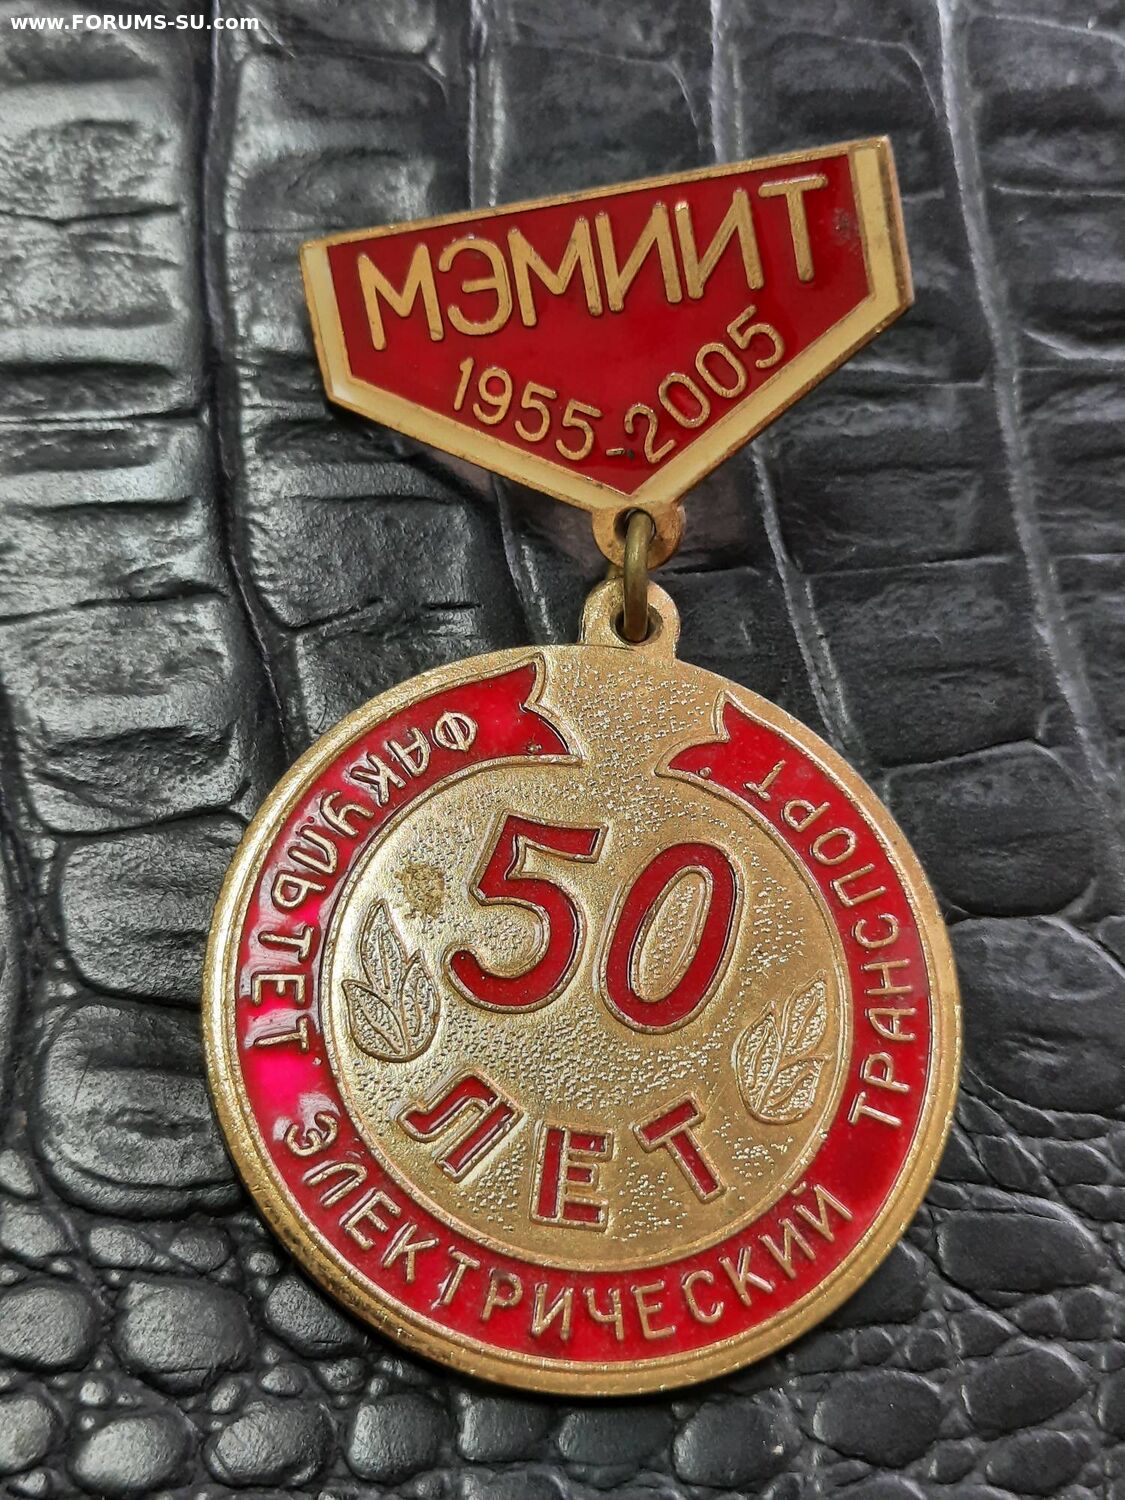 www.FORUMS-SU.com
МЭМИИТ
1955-2005
ФАКУЛЬТЕТ ЭЛЕКТРИЧЕСКИЙ ТРАНСПОРТ
50
ЛЕТ